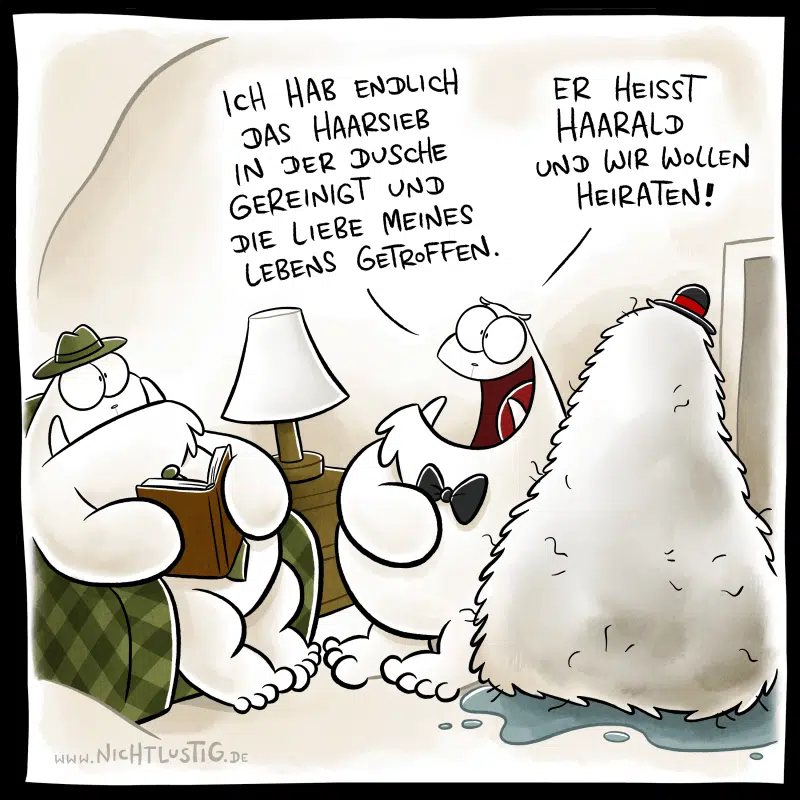 ICH HAB ENDLICH
DAS HAARSIEB
IN DER DUSCHE
GEREINIGT UND
DIE LIEBE MEINES
LEBENS GETROFFEN.
ER HEISST
HAARALD
UND WIR WOLLEN
HEIRATEN!
www.NICHTLUSTIG.DE